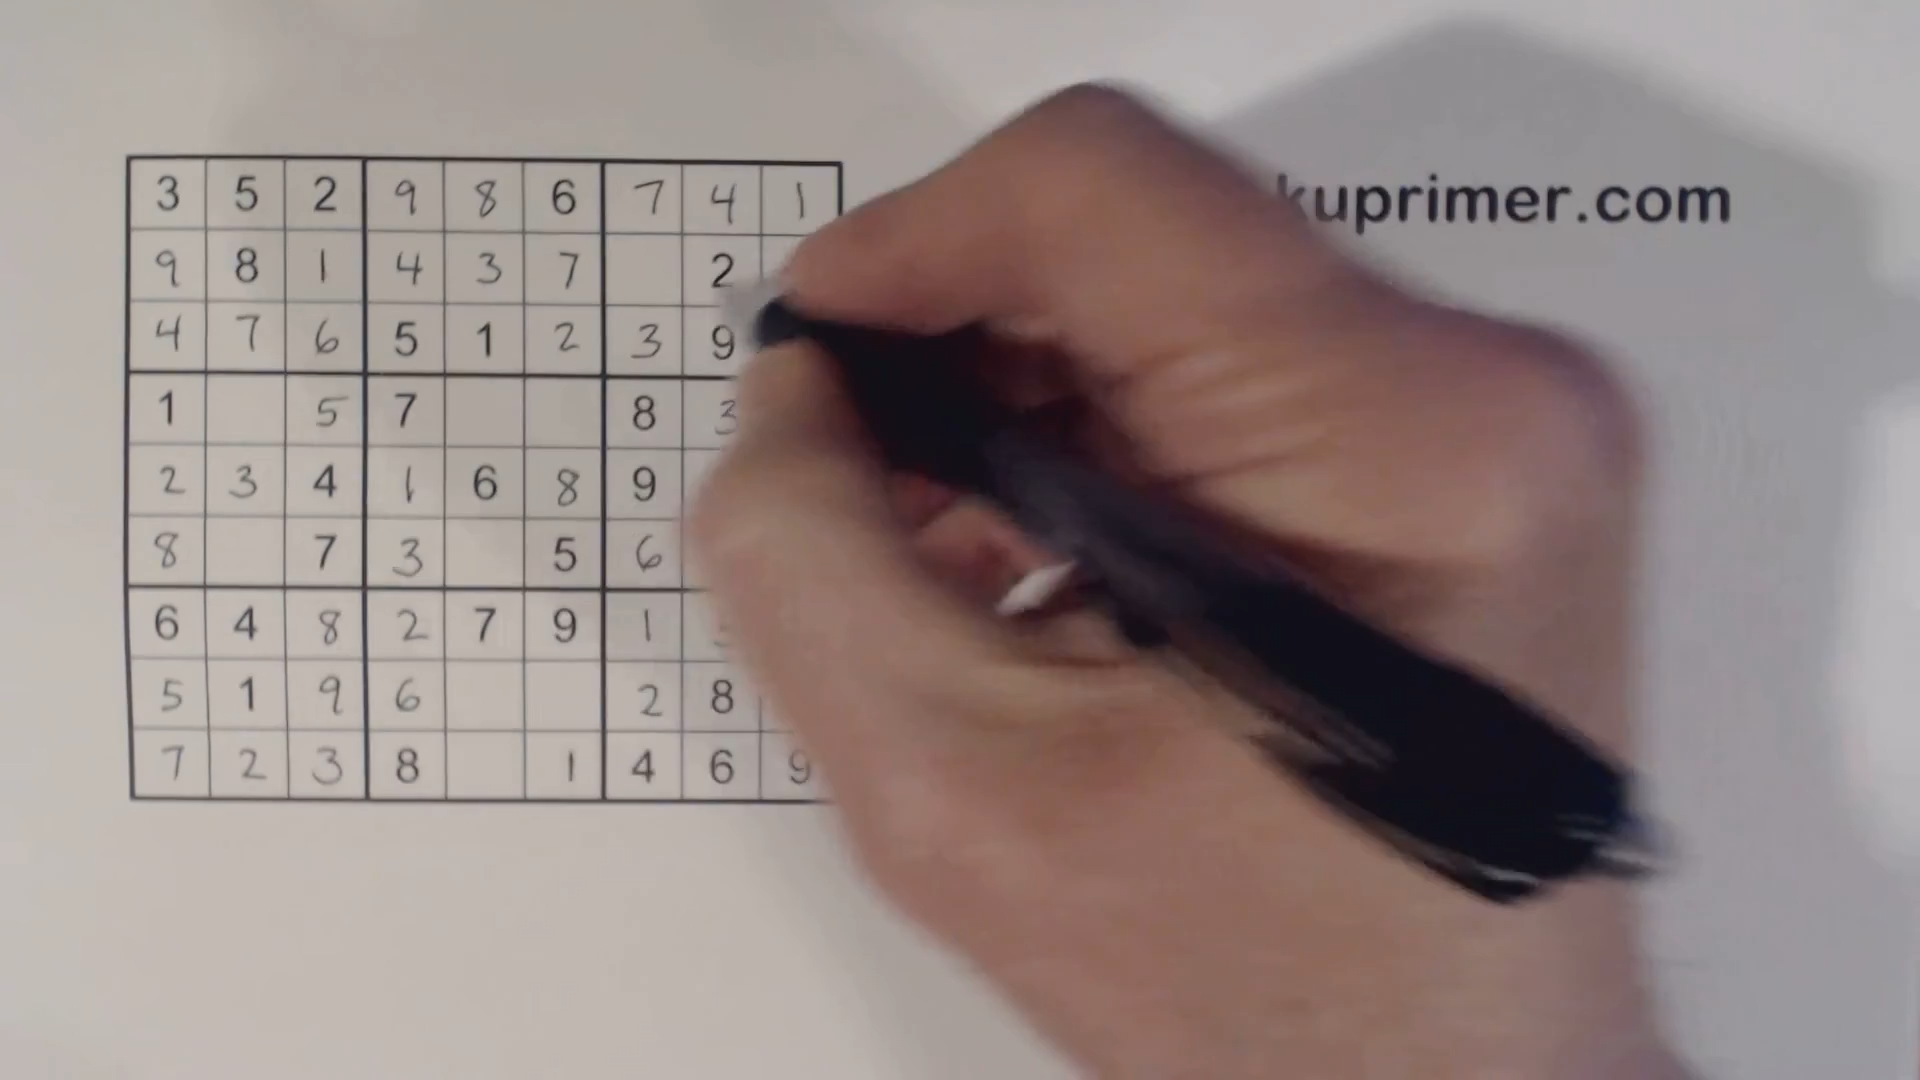 kuprimer.com
3 5 2 9 8 6 7 4 1
9 8 1 4 3 7 2
4 7 6 5 1 2 3 9
1 5 7 8 3
2 3 4 1 6 8 9
8 7 3 5 6
6 4 8 2 7 9 1
5 1 9 6 2 8
7 2 3 8 1 4 6 9